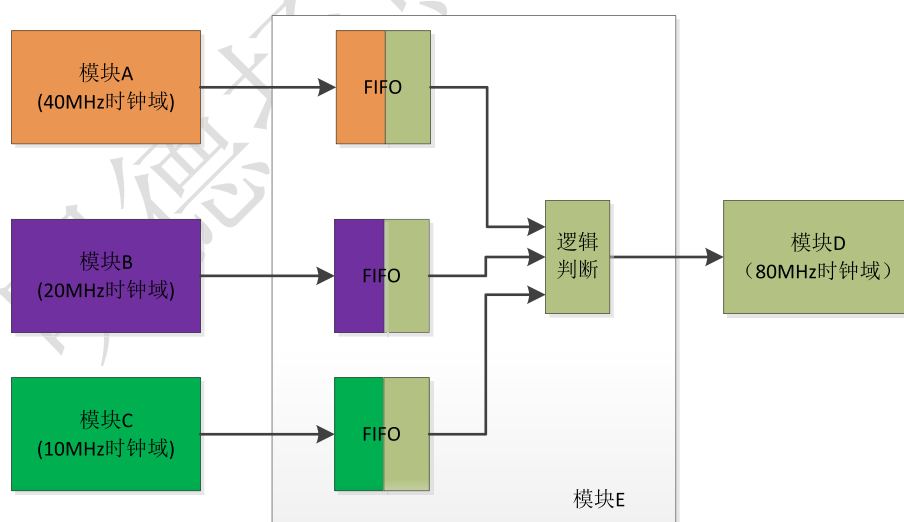 模块A
(40MHz时钟域)
FIFO
模块B
(20MHz时钟域)
FIFO
逻辑
判断
模块D
（80MHz时钟域）
模块C
(10MHz时钟域)
FIFO
模块E